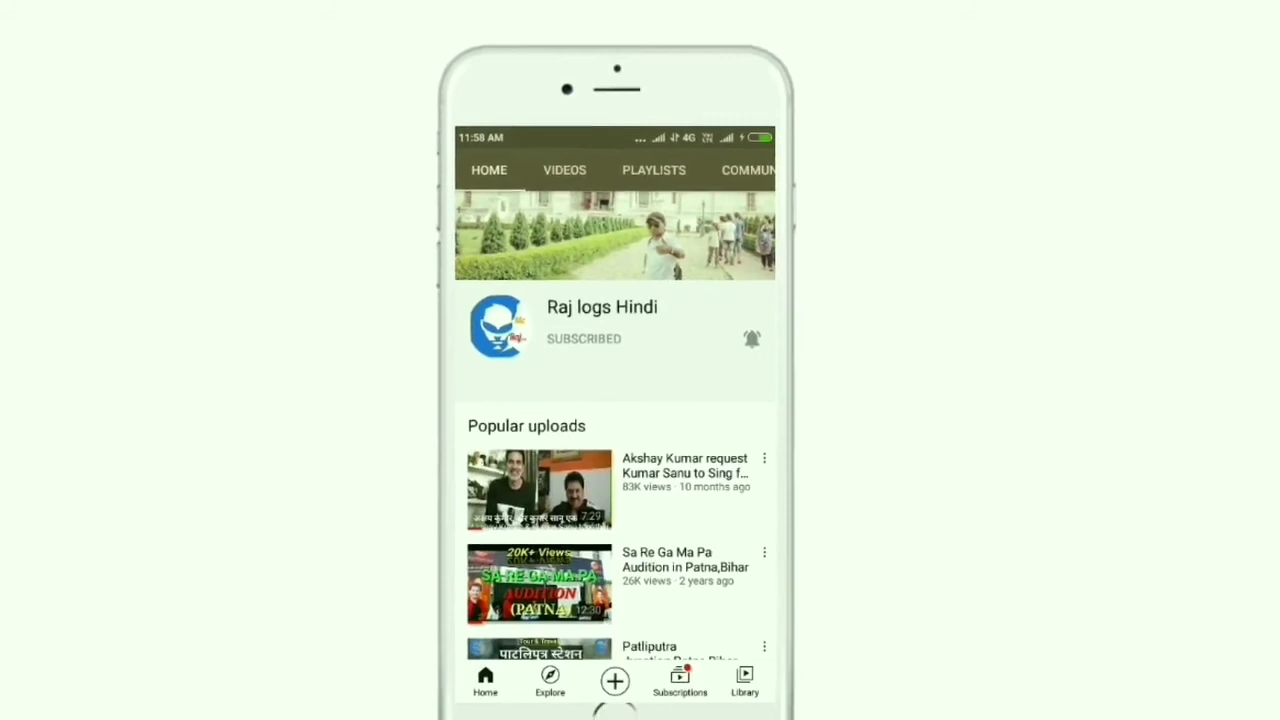 11:58 AM
... 4G
HOME VIDEOS PLAYLISTS COMMUN
Raj logs Hindi
SUBSCRIBED
Popular uploads
Akshay Kumar request
Kumar Sanu to Sing f...
83K views · 10 months ago
7:29
Sa Re Ga Ma Pa
Audition in Patna,Bihar
26K views · 2 years ago
20K+ Views
SA RE GA MA PA
AUDITION
(PATNA)
12:30
Patliputra
Tour & Travel
पाटलिपुत्र स्टेशन
Home Explore Subscriptions Library